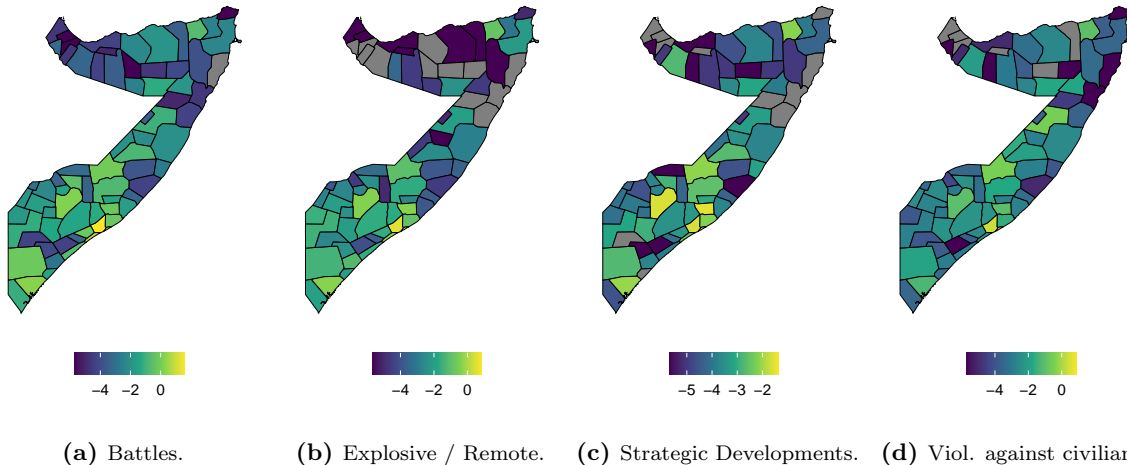 −4 −2 0
−4 −2 0
−5 −4 −3 −2
−4 −2 0
(a) Battles.
(b) Explosive / Remote.
(c) Strategic Developments.
(d) Viol. against